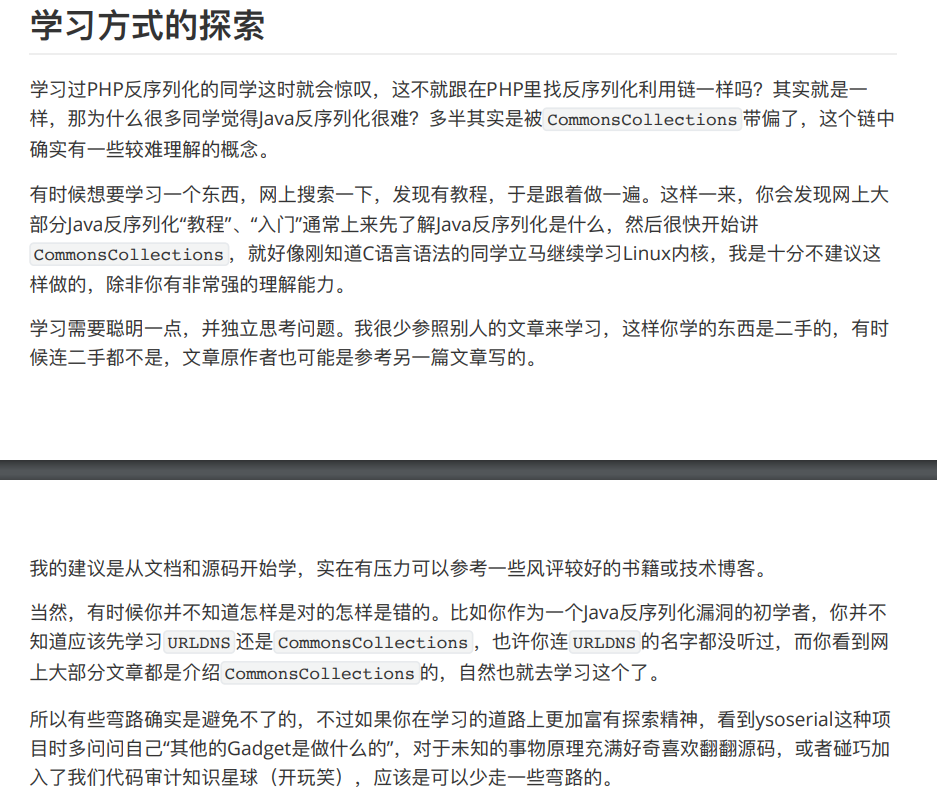 学习方式的探索
学习过PHP反序列化的同学这时就会惊叹，这不就跟在PHP里找反序列化利用链一样吗？其实就是一
样，那为什么很多同学觉得Java反序列化很难？多半其实是被CommonsCollections带偏了，这个链中
确实有一些较难理解的概念。
有时候想要学习一个东西，网上搜索一下，发现有教程，于是跟着做一遍。这样一来，你会发现网上大
部分Java反序列化“教程”、“入门”通常上来先了解Java反序列化是什么，然后很快开始讲
CommonsCollections，就好像刚知道C语言语法的同学立马继续学习Linux内核，我是十分不建议这
样做的，除非你有非常强的理解能力。
学习需要聪明一点，并独立思考问题。我很少参照别人的文章来学习，这样你学的东西是二手的，有时
候连二手都不是，文章原作者也可能是参考另一篇文章写的。
我的建议是从文档和源码开始学，实在有压力可以参考一些风评较好的书籍或技术博客。
当然，有时候你并不知道怎样是对的怎样是错的。比如你作为一个Java反序列化漏洞的初学者，你并不
知道应该先学习URLDNS还是CommonsCollections，也许你连URLDNS的名字都没听过，而你看到网
上大部分文章都是介绍CommonsCollections的，自然也就去学习这个了。
所以有些弯路确实是避免不了的，不过如果你在学习的道路上更加富有探索精神，看到ysoserial这种项
目时多问问自己“其他的Gadget是做什么的”，对于未知的事物原理充满好奇喜欢翻翻源码，或者碰巧加
入了我们代码审计知识星球（开玩笑），应该是可以少走一些弯路的。